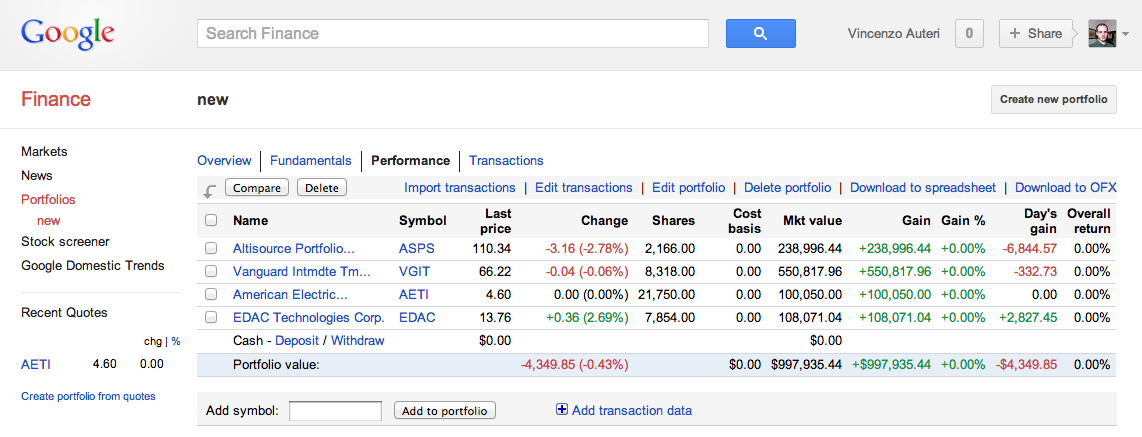 Google
Search Finance
Vincenzo Auteri
0
+ Share
Finance
new
Create new portfolio
Markets
News
Portfolios
new
Stock screener
Google Domestic Trends
Recent Quotes
chg | %
AETI 4.60 0.00
Create portfolio from quotes
Overview | Fundamentals | Performance | Transactions
Compare Delete Import transactions | Edit transactions | Edit portfolio | Delete portfolio | Download to spreadsheet | Download to OFX
Name Symbol Last price Change Shares Cost basis Mkt value Gain Gain % Day's gain Overall return
Altisource Portfolio... ASPS 110.34 -3.16 (-2.78%) 2,166.00 0.00 238,996.44 +238,996.44 +0.00% -6,844.57 0.00%
Vanguard Intmdte Tm... VGIT 66.22 -0.04 (-0.06%) 8,318.00 0.00 550,817.96 +550,817.96 +0.00% -332.73 0.00%
American Electric... AETI 4.60 0.00 (0.00%) 21,750.00 0.00 100,050.00 +100,050.00 +0.00% 0.00 0.00%
EDAC Technologies Corp. EDAC 13.76 +0.36 (2.69%) 7,854.00 0.00 108,071.04 +108,071.04 +0.00% +2,827.45 0.00%
Cash - Deposit / Withdraw $0.00 $0.00
Portfolio value: -4,349.85 (-0.43%) $0.00 $997,935.44 +$997,935.44 +0.00% -$4,349.85 0.00%
Add symbol: Add to portfolio Add transaction data